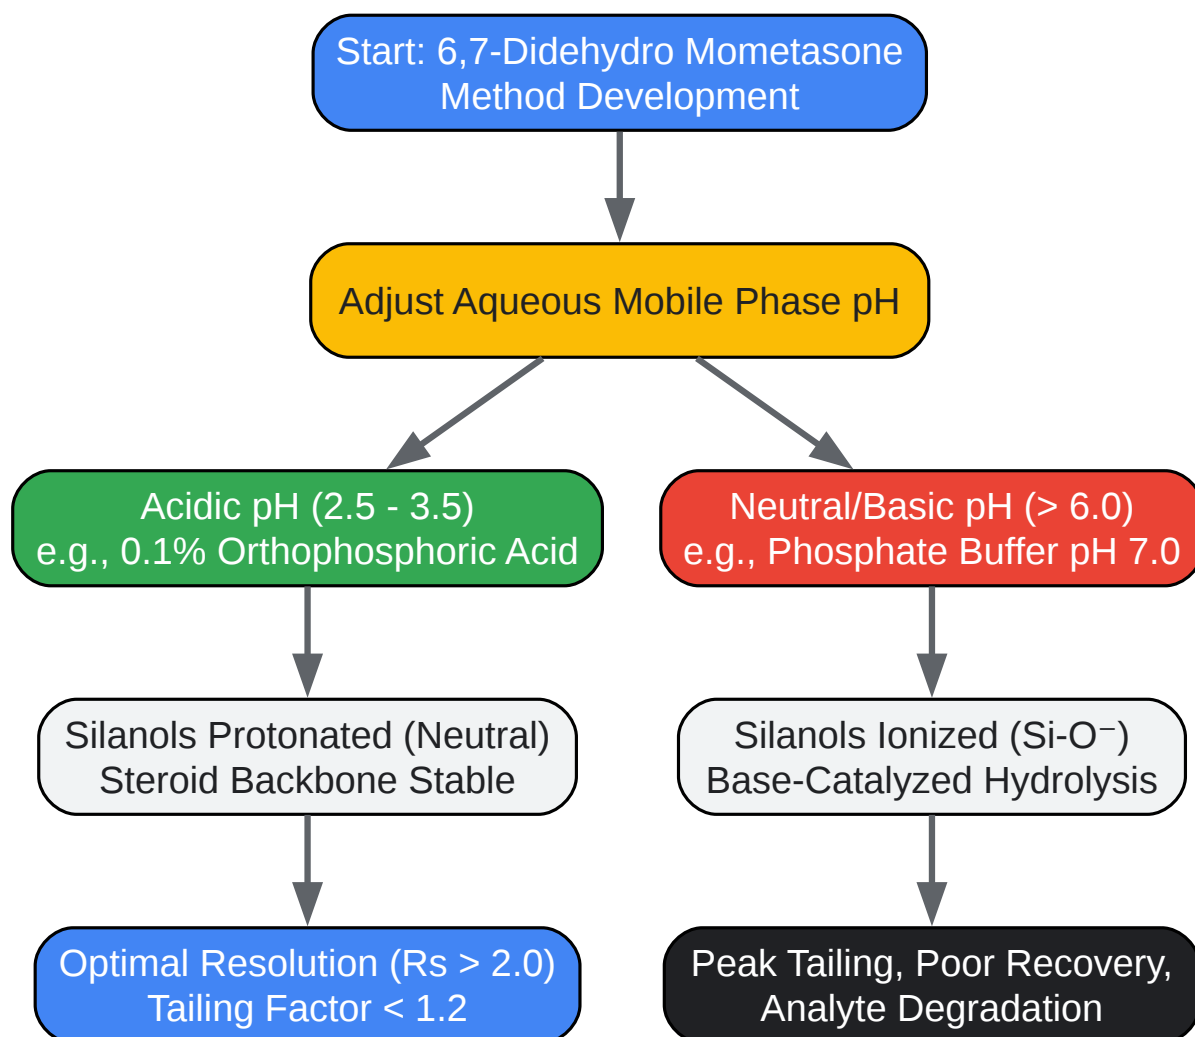 Start: 6,7-Didehydro Mometasone
Method Development
Adjust Aqueous Mobile Phase pH
Acidic pH (2.5 - 3.5)
e.g., 0.1% Orthophosphoric Acid
Neutral/Basic pH (> 6.0)
e.g., Phosphate Buffer pH 7.0
Silanols Protonated (Neutral)
Steroid Backbone Stable
Silanols Ionized (Si-O⁻)
Base-Catalyzed Hydrolysis
Optimal Resolution (Rs > 2.0)
Tailing Factor < 1.2
Peak Tailing, Poor Recovery,
Analyte Degradation